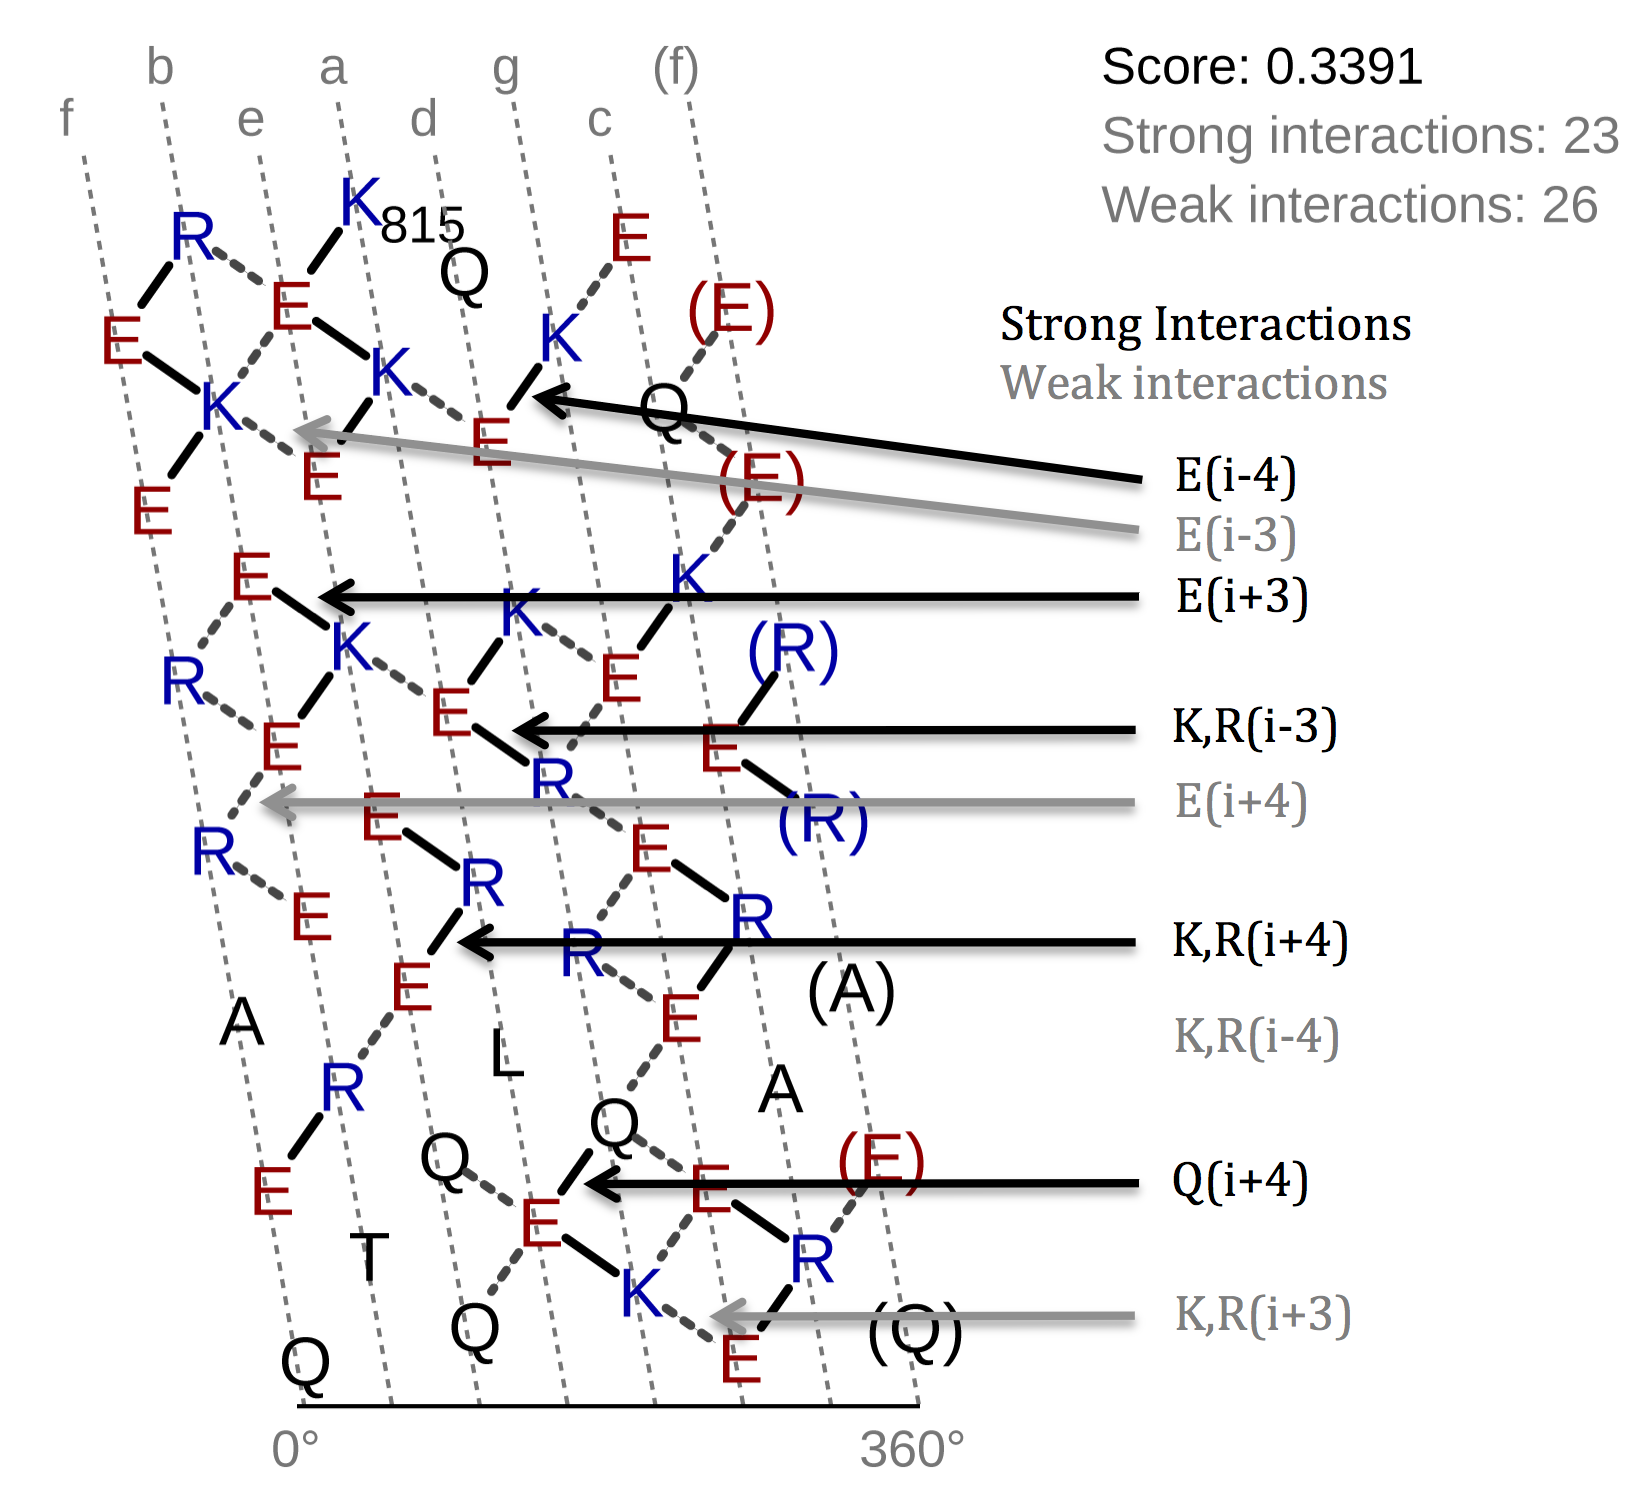 b a g (f)
f e d c
Score: 0.3391
Strong interactions: 23
Weak interactions: 26
K815
R E
Q
E (E)
E K
K Q
K
E (E)
E
E
E K
K (R)
K
R E
E
E E
R
E (R)
R E
R R
E R
E (A)
A E
L
R A
Q
Q (E)
E E
E
T R
K
Q (Q)
Q E
0° 360°
Strong Interactions
Weak interactions
E(i-4)
E(i-3)
E(i+3)
K,R(i-3)
E(i+4)
K,R(i+4)
K,R(i-4)
Q(i+4)
K,R(i+3)